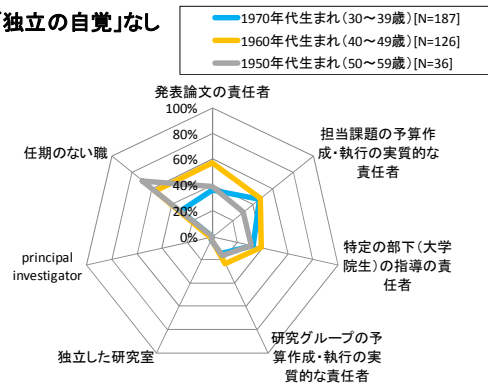 「独立の自覚」なし
1970年代生まれ(30～39歳)[N=187]
1960年代生まれ(40～49歳)[N=126]
1950年代生まれ(50～59歳)[N=36]
発表論文の責任者
100%
80%
60%
40%
20%
0%
担当課題の予算作
成・執行の実質的な
責任者
特定の部下(大学
院生)の指導の責
任者
研究グループの予
算作成・執行の実
質的な責任者
独立した研究室
principal
investigator
任期のない職